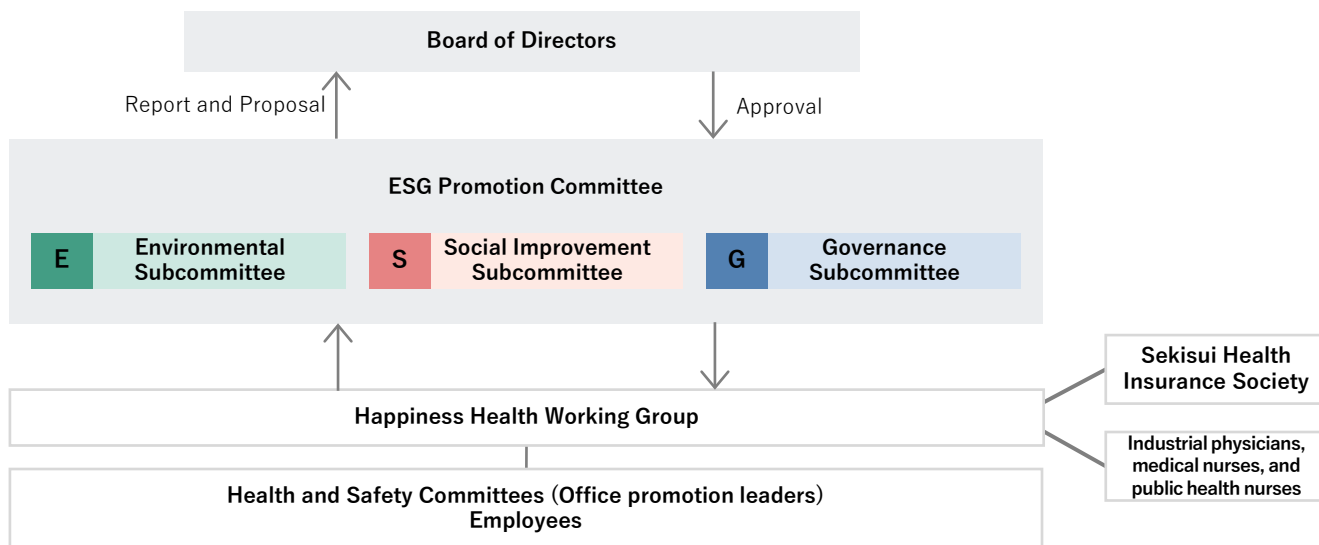 Board of Directors
Report and Proposal
Approval
ESG Promotion Committee
E
Environmental
Subcommittee
S
Social Improvement
Subcommittee
G
Governance
Subcommittee
Happiness Health Working Group
Sekisui Health
Insurance Society
Industrial physicians,
medical nurses, and
public health nurses
Health and Safety Committees (Office promotion leaders)
Employees